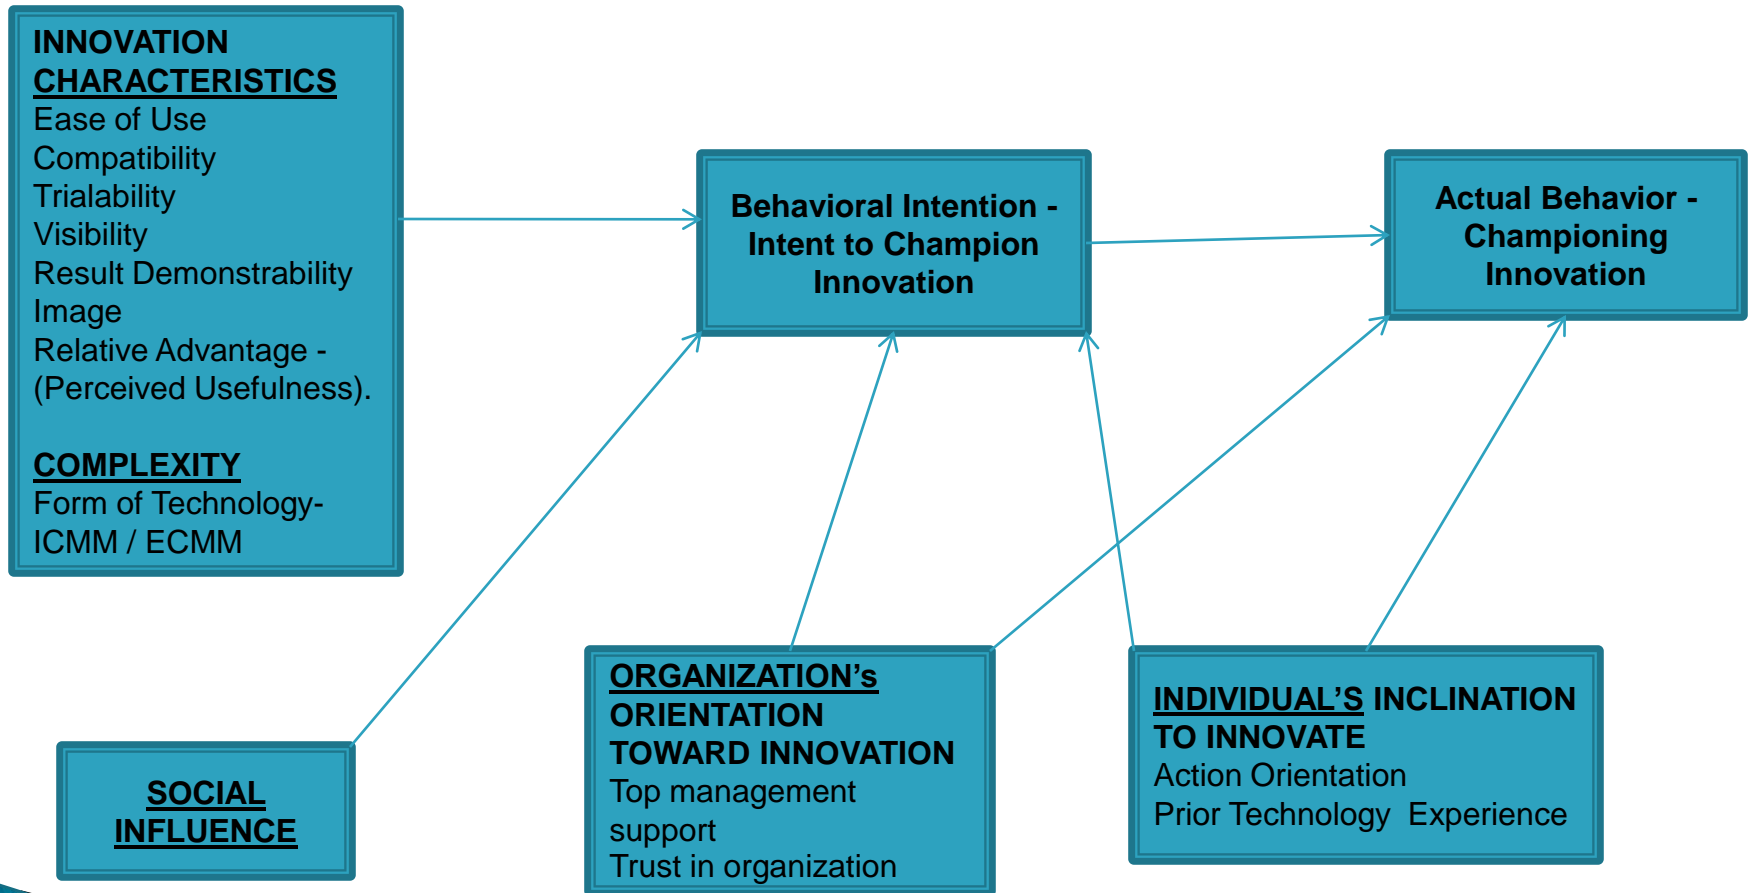 INNOVATION
CHARACTERISTICS
Ease of Use
Compatibility
Trialability
Visibility
Result Demonstrability
Image
Relative Advantage -
(Perceived Usefulness).
COMPLEXITY
Form of Technology-
ICMM / ECMM
Behavioral Intention -
Intent to Champion
Innovation
Actual Behavior -
Championing
Innovation
SOCIAL
INFLUENCE
ORGANIZATION's
ORIENTATION
TOWARD INNOVATION
Top management
support
Trust in organization
INDIVIDUAL'S INCLINATION
TO INNOVATE
Action Orientation
Prior Technology  Experience